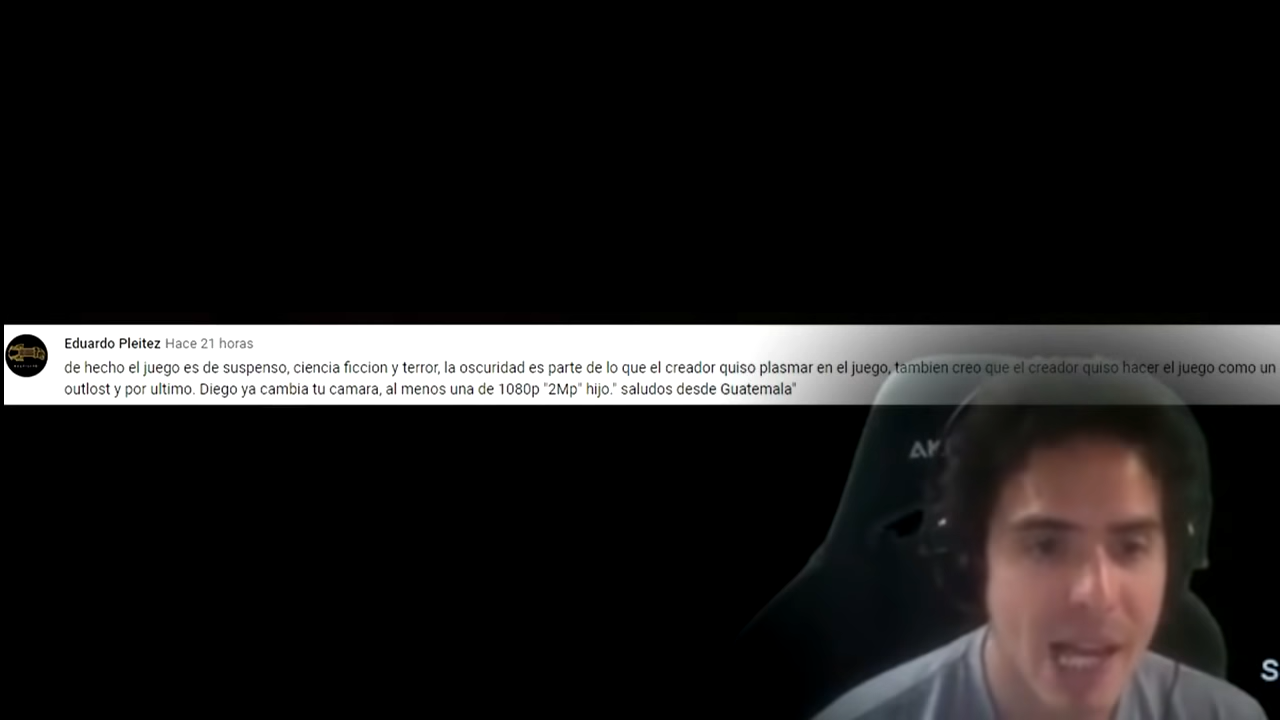 Eduardo Pleitez Hace 21 horas
de hecho el juego es de suspenso, ciencia ficcion y terror, la oscuridad es parte de lo que el creador quiso plasmar en el juego, tambien creo que el creador quiso hacer el juego como un
outlost y por ultimo. Diego ya cambia tu camara, al menos una de 1080p "2Mp" hijo." saludos desde Guatemala"